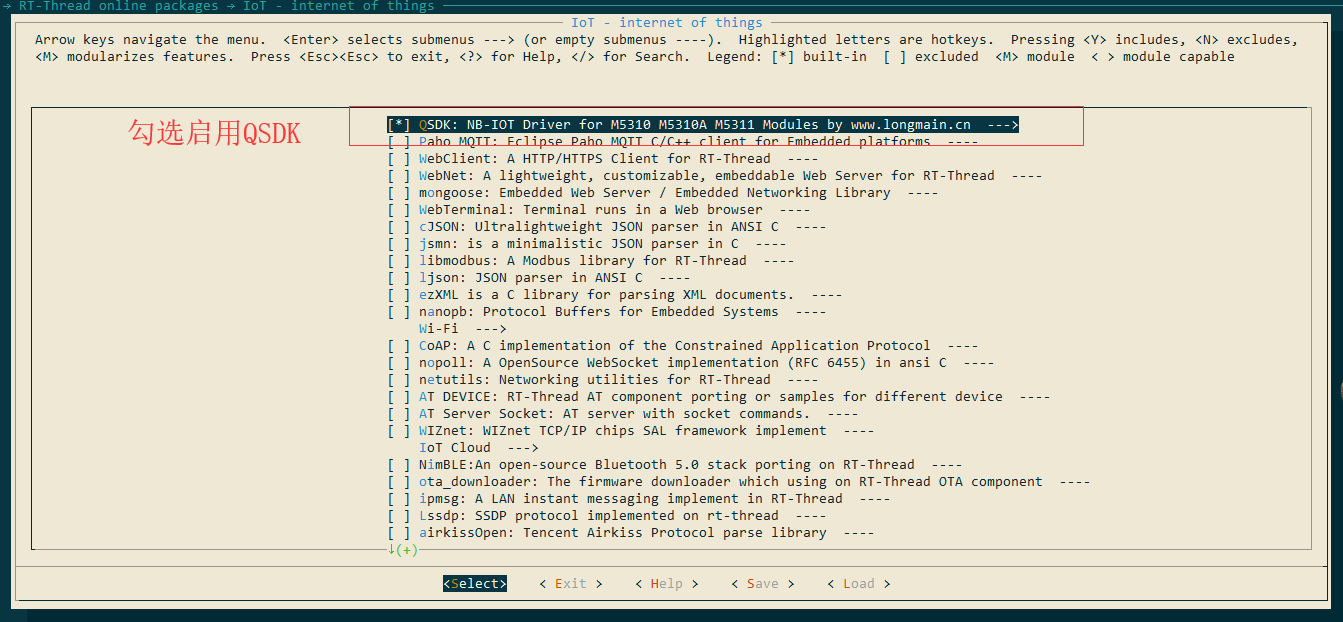 → RT-Thread online packages → IoT - internet of things
IoT - internet of things
Arrow keys navigate the menu.  <Enter> selects submenus ---> (or empty submenus ----).  Highlighted letters are hotkeys.  Pressing <Y> includes, <N> excludes,
<M> modularizes features.  Press <Esc><Esc> to exit, <?> for Help, </> for Search.  Legend: [*] built-in  [ ] excluded  <M> module  < > module capable
勾选启用QSDK
[*] QSDK: NB-IOT Driver for M5310 M5310A M5311 Modules by www.longmain.cn  --->
[ ] Paho MQTT: Eclipse Paho MQTT C/C++ client for Embedded platforms  ----
[ ] WebClient: A HTTP/HTTPS Client for RT-Thread  ----
[ ] WebNet: A lightweight, customizable, embeddable Web Server for RT-Thread  ----
[ ] mongoose: Embedded Web Server / Embedded Networking Library  ----
[ ] WebTerminal: Terminal runs in a Web browser  ----
[ ] cJSON: Ultralightweight JSON parser in ANSI C  ----
[ ] jsmn: is a minimalistic JSON parser in C  ----
[ ] libmodbus: A Modbus library for RT-Thread  ----
[ ] ljson: JSON parser in ANSI C  ----
[ ] ezXML is a C library for parsing XML documents.  ----
[ ] nanopb: Protocol Buffers for Embedded Systems  ----
Wi-Fi  --->
[ ] CoAP: A C implementation of the Constrained Application Protocol  ----
[ ] nopoll: A OpenSource WebSocket implementation (RFC 6455) in ansi C  ----
[ ] netutils: Networking utilities for RT-Thread  ----
[ ] AT DEVICE: RT-Thread AT component porting or samples for different device  ----
[ ] AT Server Socket: AT server with socket commands.  ----
[ ] WIZnet: WIZnet TCP/IP chips SAL framework implement  ----
IoT Cloud  --->
[ ] NimBLE:An open-source Bluetooth 5.0 stack porting on RT-Thread  ----
[ ] ota_downloader: The firmware downloader which using on RT-Thread OTA component  ----
[ ] ipmsg: A LAN instant messaging implement in RT-Thread  ----
[ ] Lssdp: SSDP protocol implemented on rt-thread  ----
[ ] airkissOpen: Tencent Airkiss Protocol parse library  ----
↓(+)
<Select>  < Exit >  < Help >  < Save >  < Load >